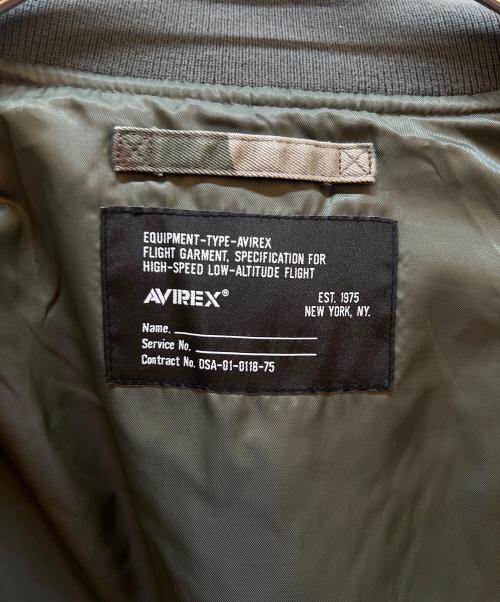 EQUIPMENT-TYPE-AVIREX
FLIGHT GARMENT, SPECIFICATION FOR
HIGH-SPEED LOW-ALTITUDE FLIGHT
AVIREX®
EST. 1975
NEW YORK, NY.
Name.
Service No.
Contract No. DSA-01-0118-75